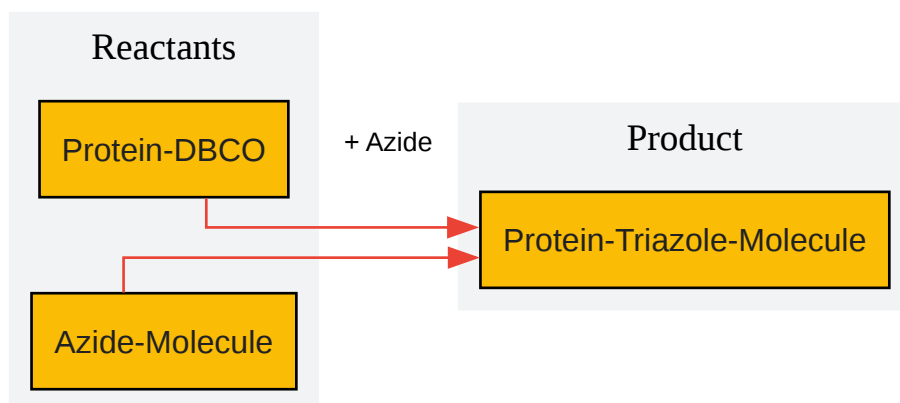 Reactants
Protein-DBCO
+ Azide
Product
Protein-Triazole-Molecule
Azide-Molecule